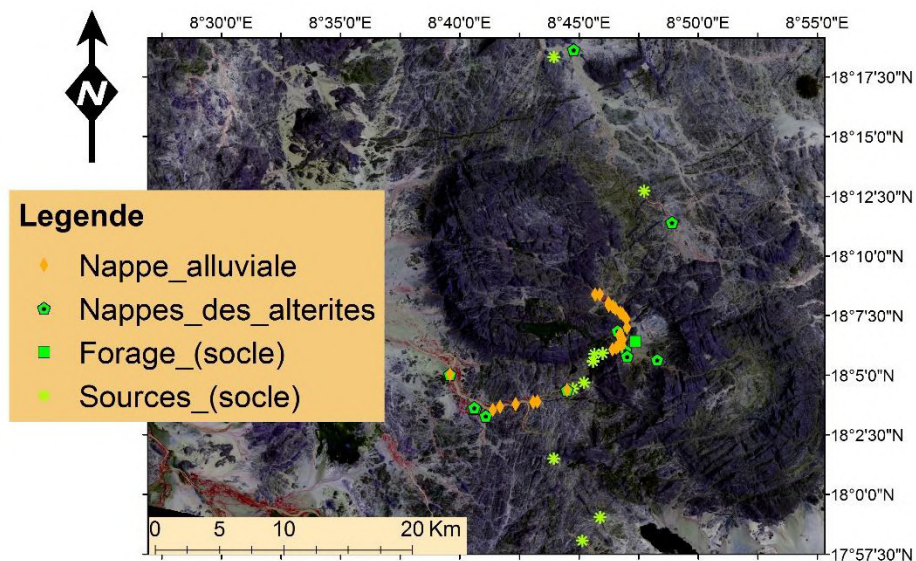 8°30'0"E 8°35'0"E 8°40'0"E 8°45'0"E 8°50'0"E 8°55'0"E
N
18°17'30"N
18°15'0"N
18°12'30"N
18°10'0"N
18°7'30"N
18°5'0"N
18°2'30"N
18°0'0"N
17°57'30"N
Legende
Nappe_alluviale
Nappes_des_alterites
Forage_(socle)
Sources_(socle)
0 5 10 20 Km